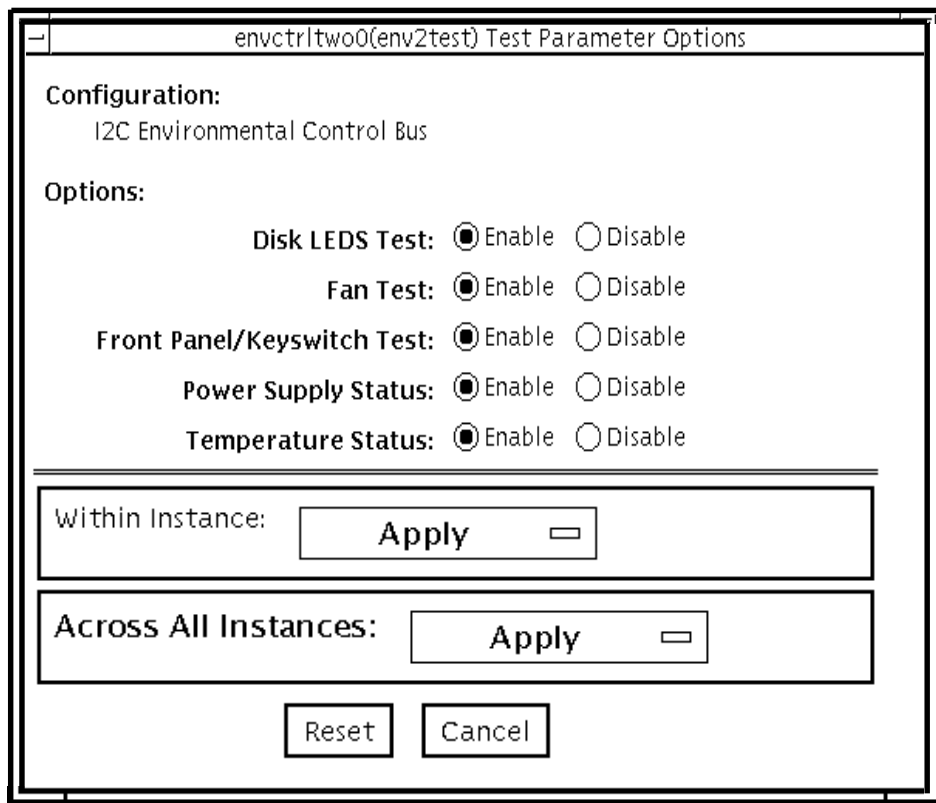 envctrltwo0(env2test) Test Parameter Options
Configuration:
I2C Environmental Control Bus
Options:
Disk LEDS Test: Enable Disable
Fan Test: Enable Disable
Front Panel/Keyswitch Test: Enable Disable
Power Supply Status: Enable Disable
Temperature Status: Enable Disable
Within Instance: Apply
Across All Instances: Apply
Reset Cancel